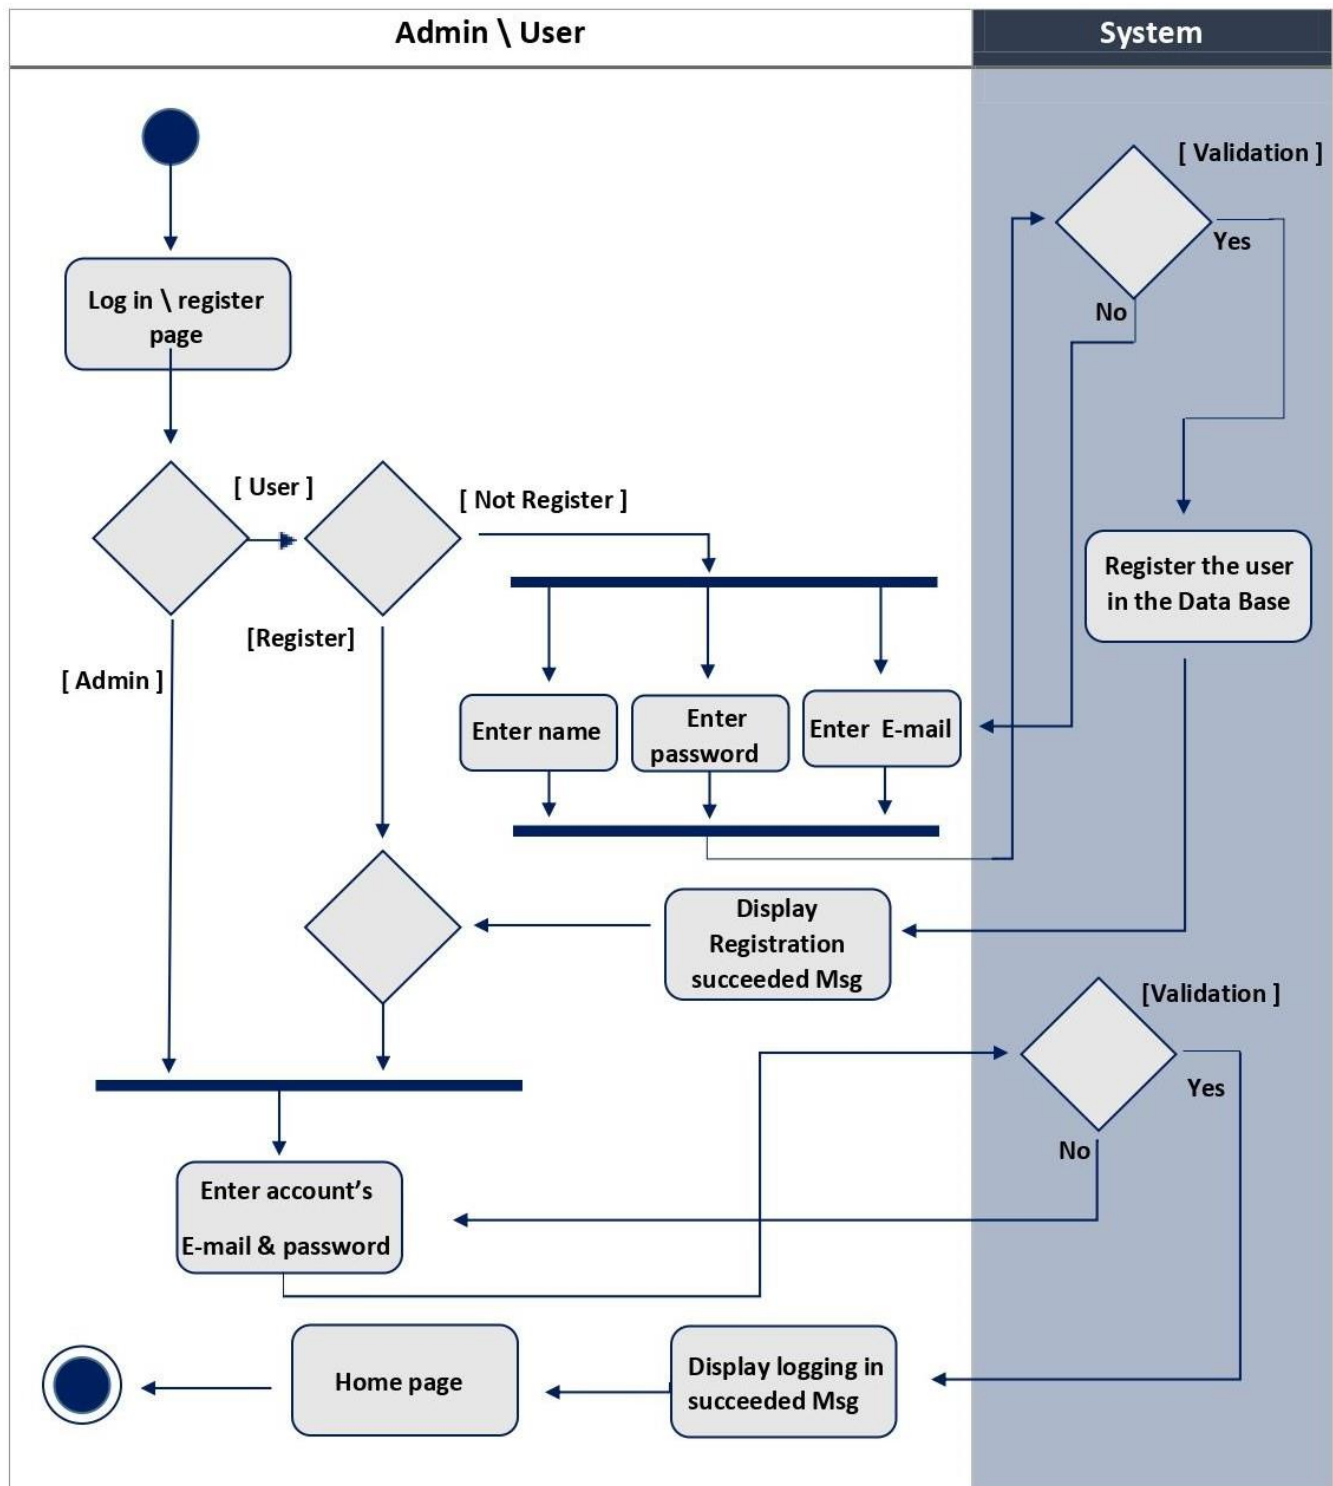 Admin \ User
System
[ Validation ]
Yes
No
Log in \ register
page
[ User ]
[ Not Register ]
Register the user
in the Data Base
[Register]
[ Admin ]
Enter name
Enter
password
Enter E-mail
Display
Registration
succeeded Msg
[Validation ]
Yes
No
Enter account’s
E-mail & password
Home page
Display logging in
succeeded Msg